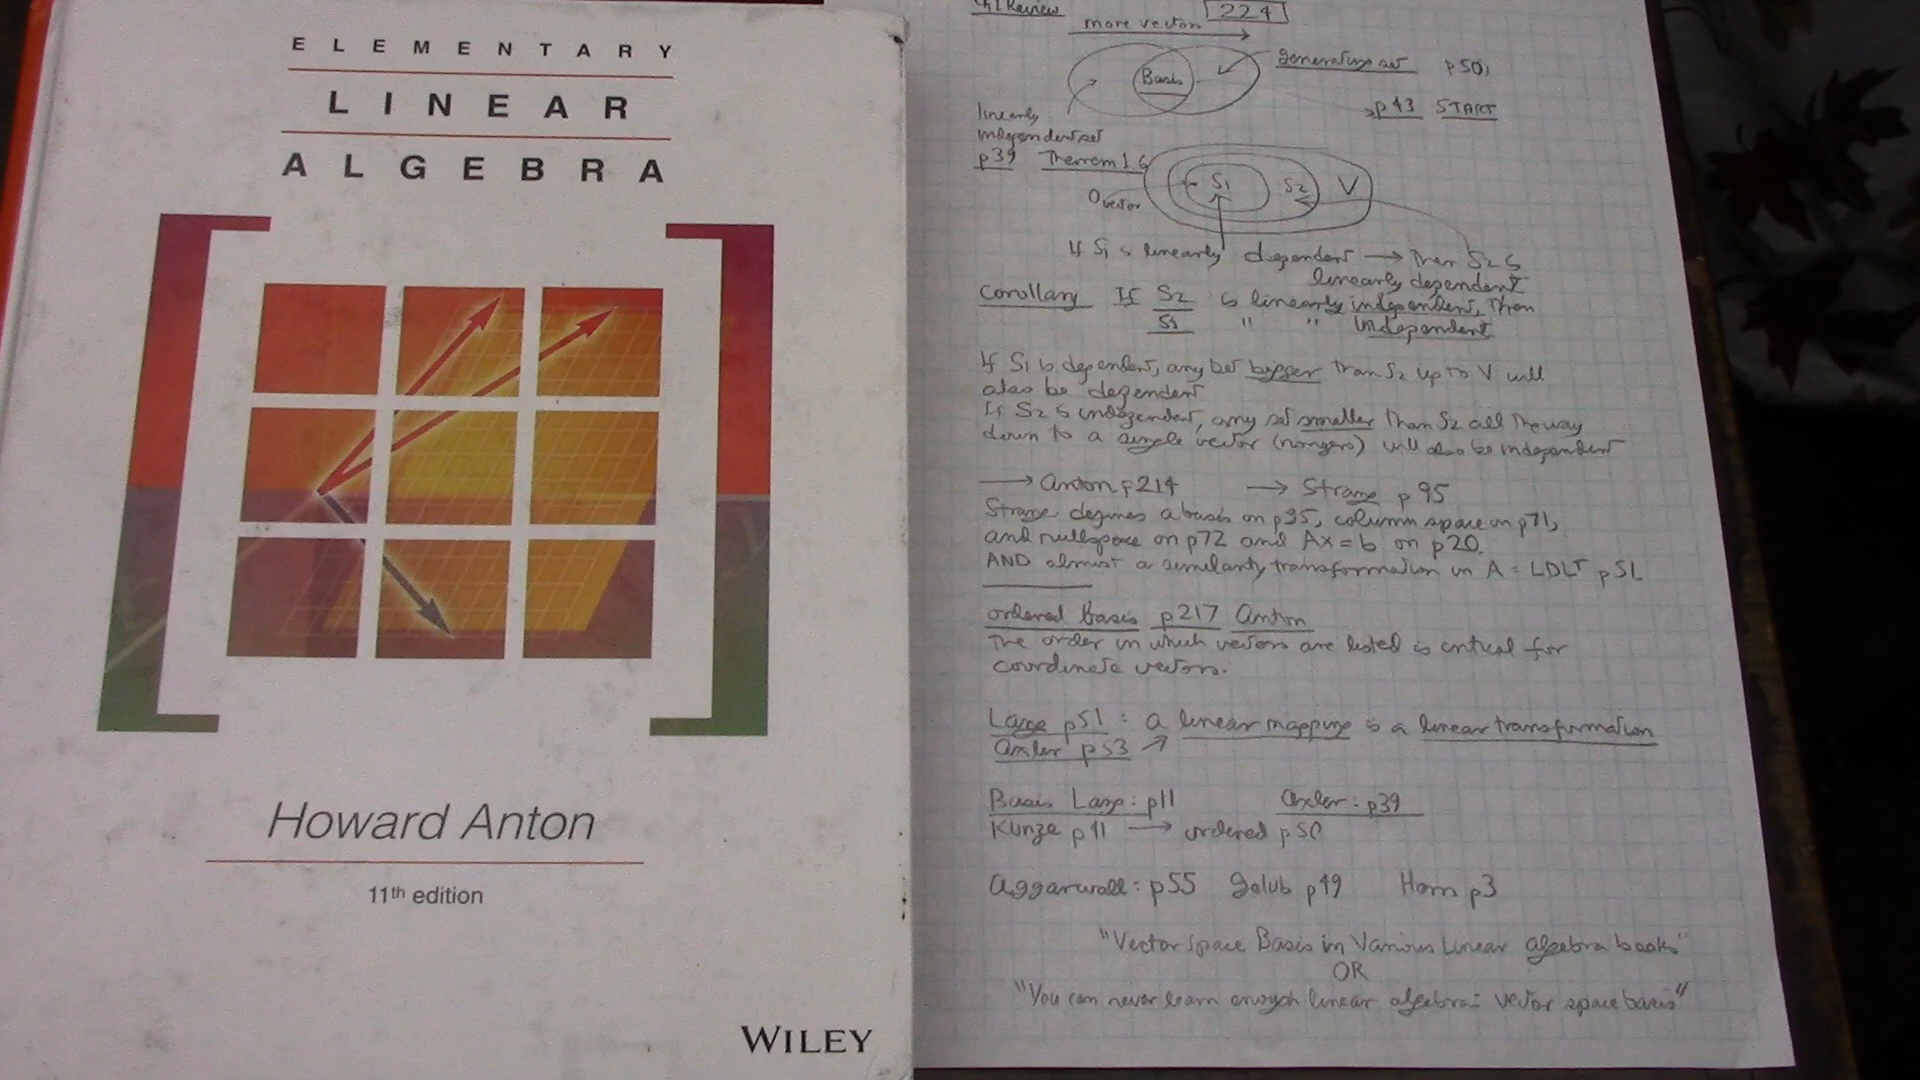 ELEMENTARY
LINEAR
ALGEBRA
Howard Anton
11th edition
WILEY
Ch1 Review
224
more vectors
Basis
generating set p50,
→p43 START
linearly
independent set
p39 Theorem 1.6
S1 S2 V
0 vector
If S1 is linearly dependent → Then S2 is
linearly dependent
Corollary If S2 is linearly independent, Then
S1 " " independent
If S1 is dependent, any set bigger than S2 up to V will
also be dependent
If S2 is independent, any set smaller than S2 all the way
down to a single vector (nonzero) will also be independent
→ Anton p214 → Strang p95
Strang defines a basis on p95, column space on p71,
and nullspace on p72 and Ax=b on p20.
AND almost a similarity transformation in A = LDLT p51
ordered Basis p217 Anton
The order in which vectors are listed is critical for
coordinate vectors.
Lang p51: a linear mapping is a linear transformation
Axler p53
Basis Lang: p11 Axler: p39
Kunze p41 → ordered p50
Aggarwall: p55 Golub p49 Horn p3
"Vector space Basis in Various Linear algebra books"
OR
"You can never learn enough linear algebra: vector space basis"